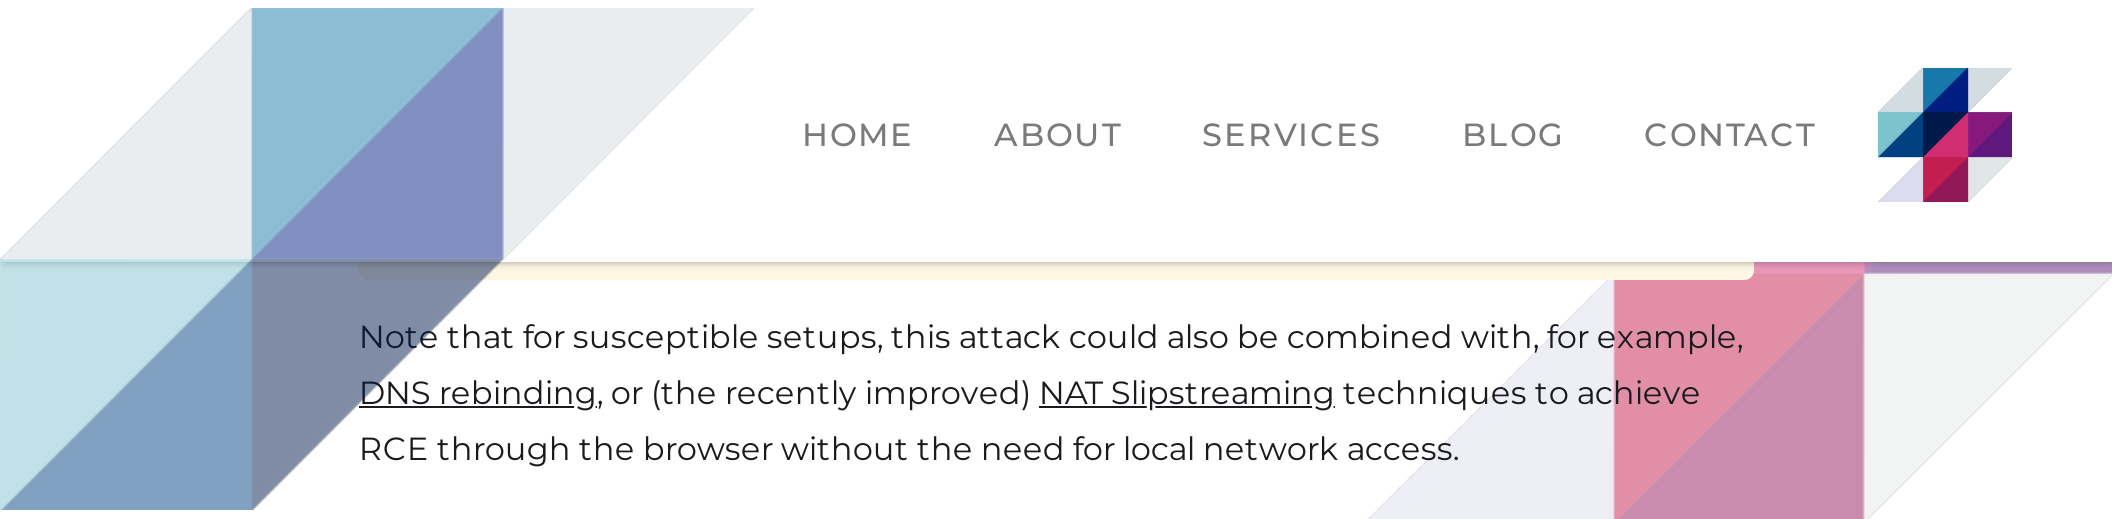 HOME ABOUT SERVICES BLOG CONTACT
Note that for susceptible setups, this attack could also be combined with, for example,
DNS rebinding, or (the recently improved) NAT Slipstreaming techniques to achieve
RCE through the browser without the need for local network access.